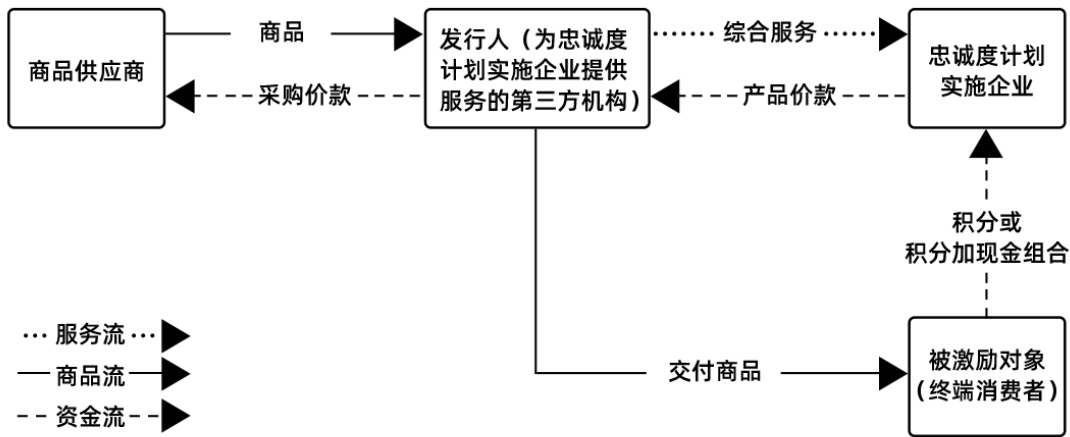 商品供应商
商品
采购价款
发行人（为忠诚度
计划实施企业提供
服务的第三方机构）
综合服务
产品价款
忠诚度计划
实施企业
积分或
积分加现金组合
服务流
商品流
资金流
交付商品
被激励对象
（终端消费者）